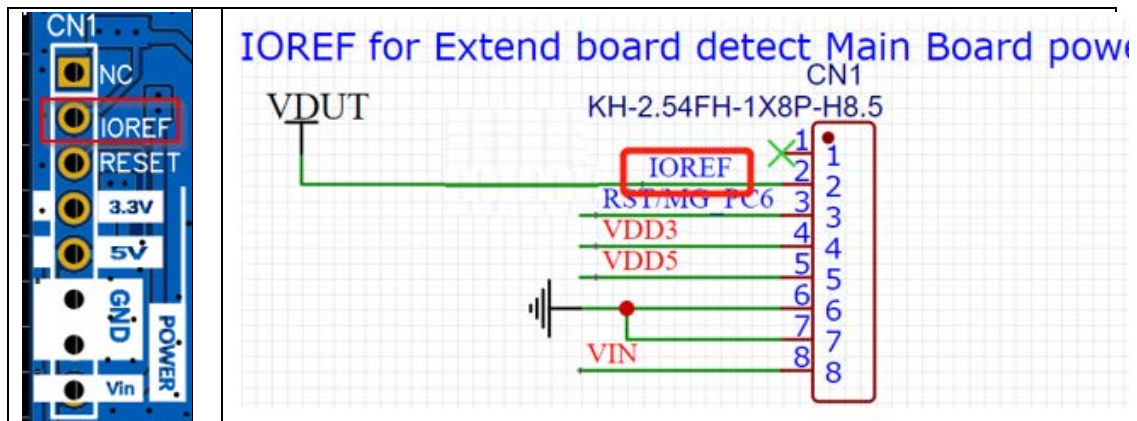 CN1
NC
IOREF
RESET
3.3V
5V
GND
POWER
Vin
IOREF for Extend board detect Main Board powe
CN1
KH-2.54FH-1X8P-H8.5
VDUT
1 1
IOREF 2 2
RST/MG_PC6 3 3
VDD3 4 4
VDD5 5 5
6 6
7 7
VIN 8 8